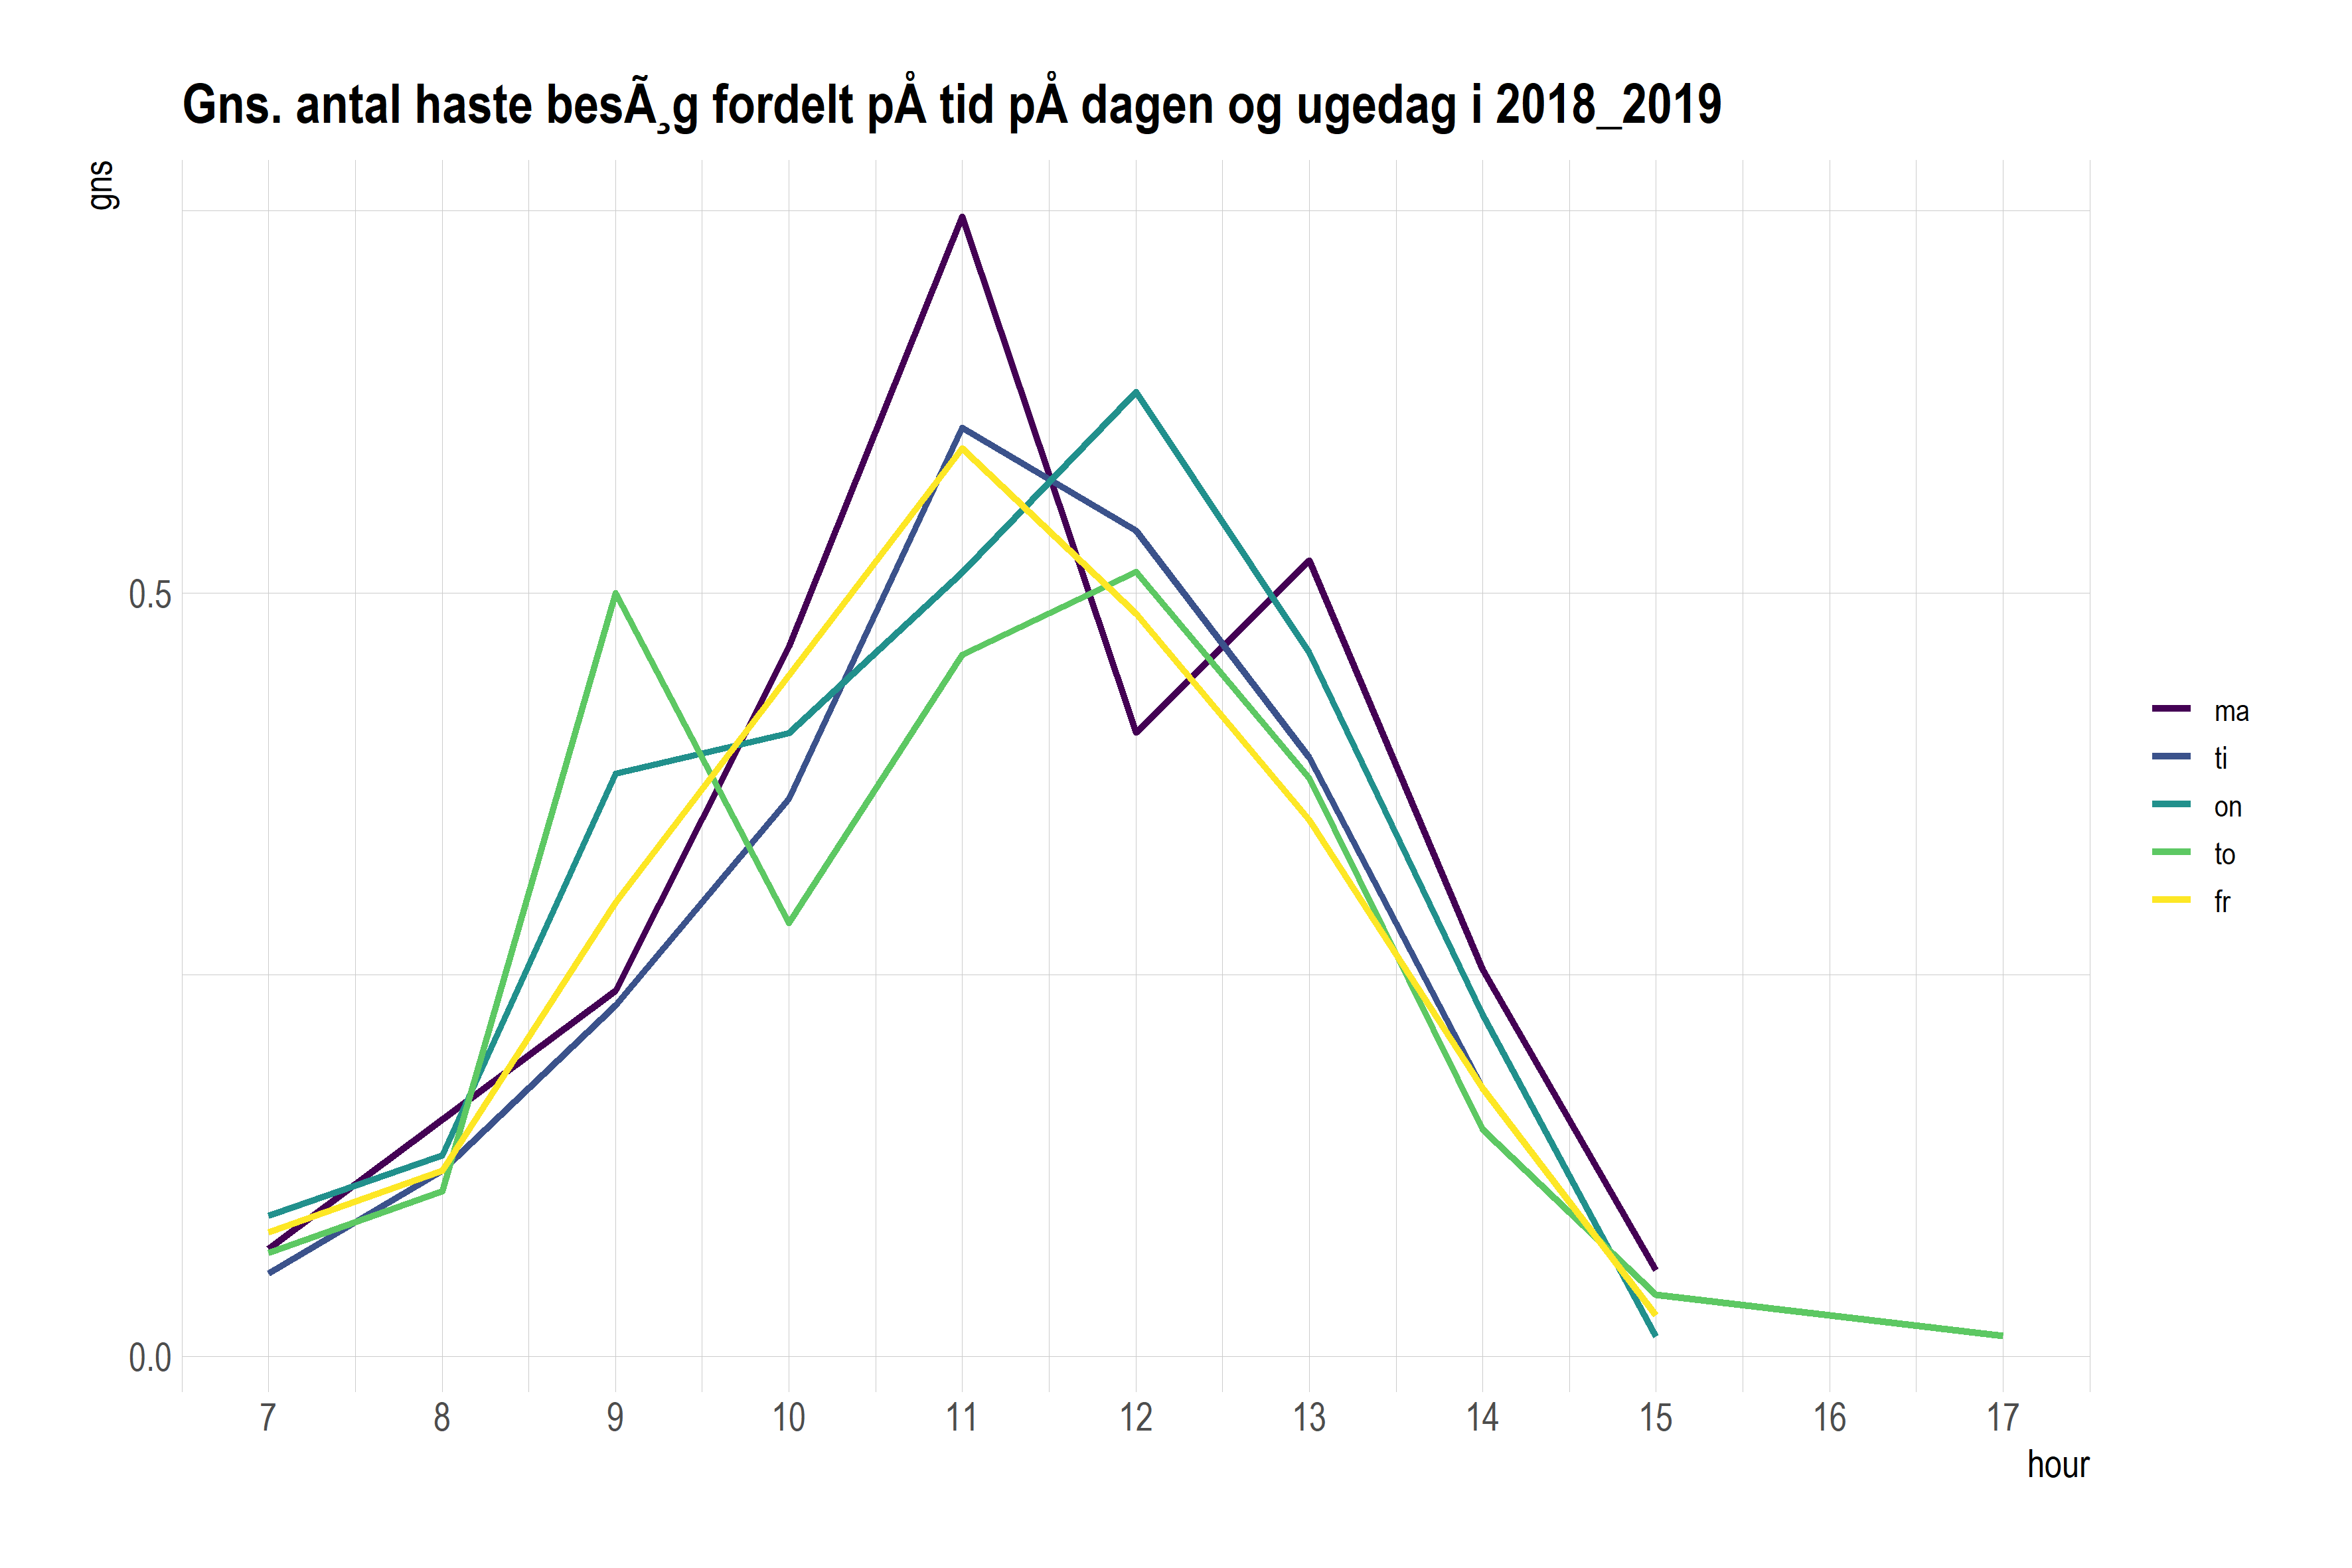 Gns. antal haste besÃ¸g fordelt pÅ tid pÅ dagen og ugedag i 2018_2019
gns
0.5
0.0
7 8 9 10 11 12 13 14 15 16 17
hour
ma
ti
on
to
fr